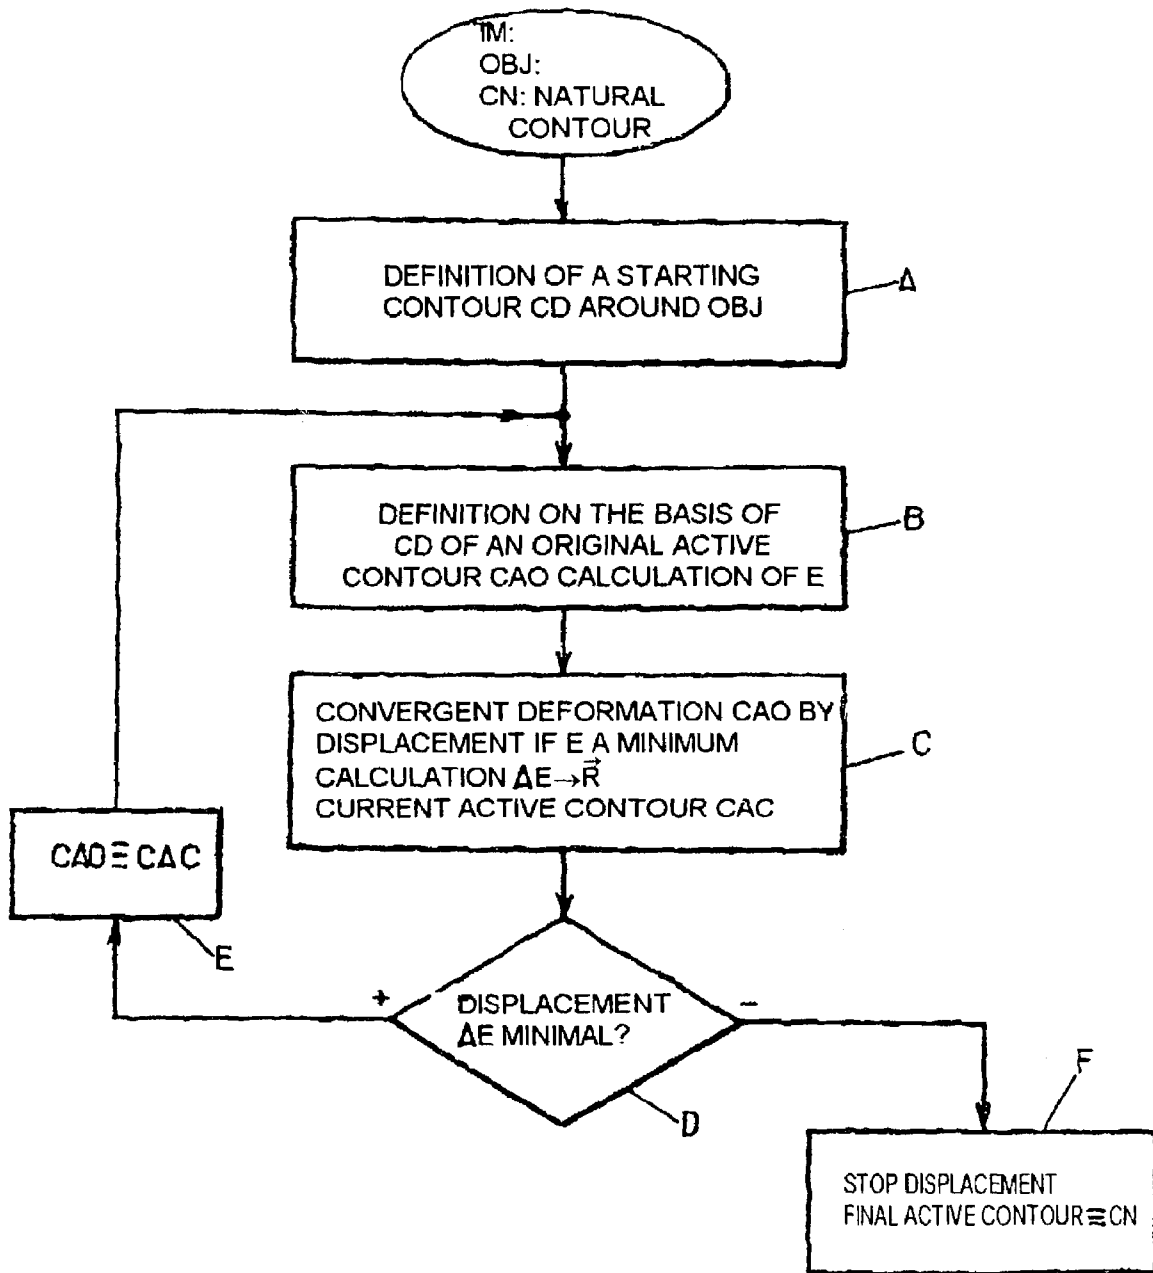 IM:
OBJ:
CN: NATURAL
CONTOUR
DEFINITION OF A STARTING
CONTOUR CD AROUND OBJ
Δ
DEFINITION ON THE BASIS OF
CD OF AN ORIGINAL ACTIVE
CONTOUR CAO CALCULATION OF E
B
CONVERGENT DEFORMATION CAO BY
DISPLACEMENT IF E A MINIMUM
CALCULATION ΔE→R⃗
CURRENT ACTIVE CONTOUR CAC
C
CΔO≡CΔC
E
+
DISPLACEMENT
ΔE MINIMAL?
–
D
F
STOP DISPLACEMENT
FINAL ACTIVE CONTOUR≡CN